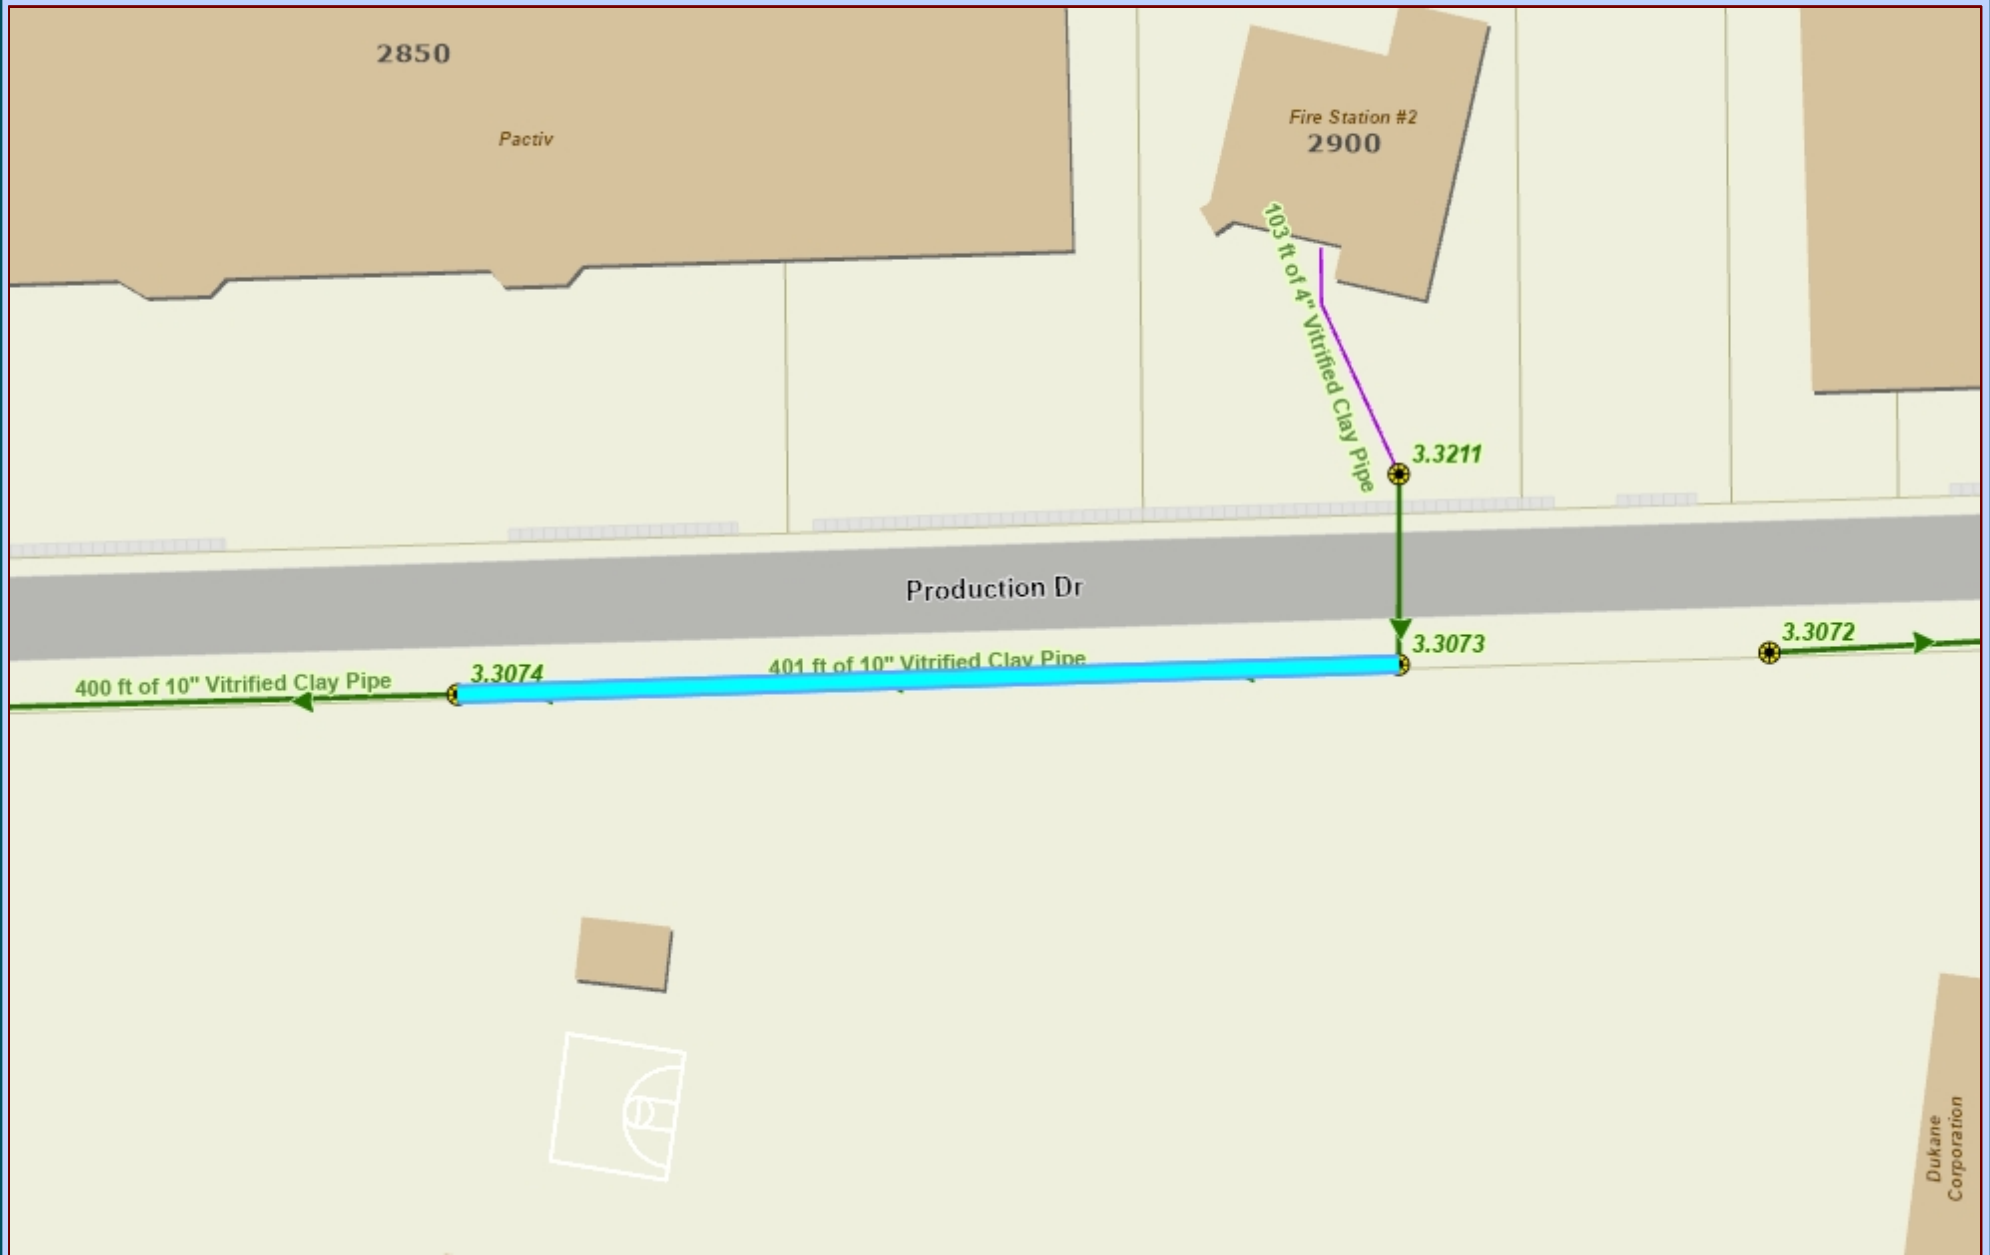 2850
Pactiv
Fire Station #2
2900
103 ft of 4" Vitrified Clay Pipe
3.3211
Production Dr
3.3073
3.3072
401 ft of 10" Vitrified Clay Pipe
3.3074
400 ft of 10" Vitrified Clay Pipe
Dukane
Corporation